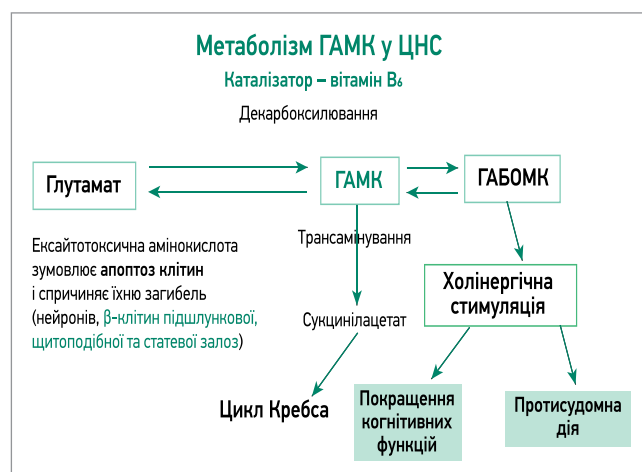 Метаболізм ГАМК у ЦНС
Каталізатор – вітамін В₆
Декарбоксилювання
Глутамат
ГАМК
ГАБОМК
Ексайтотоксична амінокислота
зумовлює апоптоз клітин
і спричиняє їхню загибель
(нейронів, β-клітин підшлункової,
щитоподібної та статевої залоз)
Трансамінування
Холінергічна
стимуляція
Сукцинілацетат
Цикл Кребса
Покращення
когнітивних
функцій
Протисудомна
дія